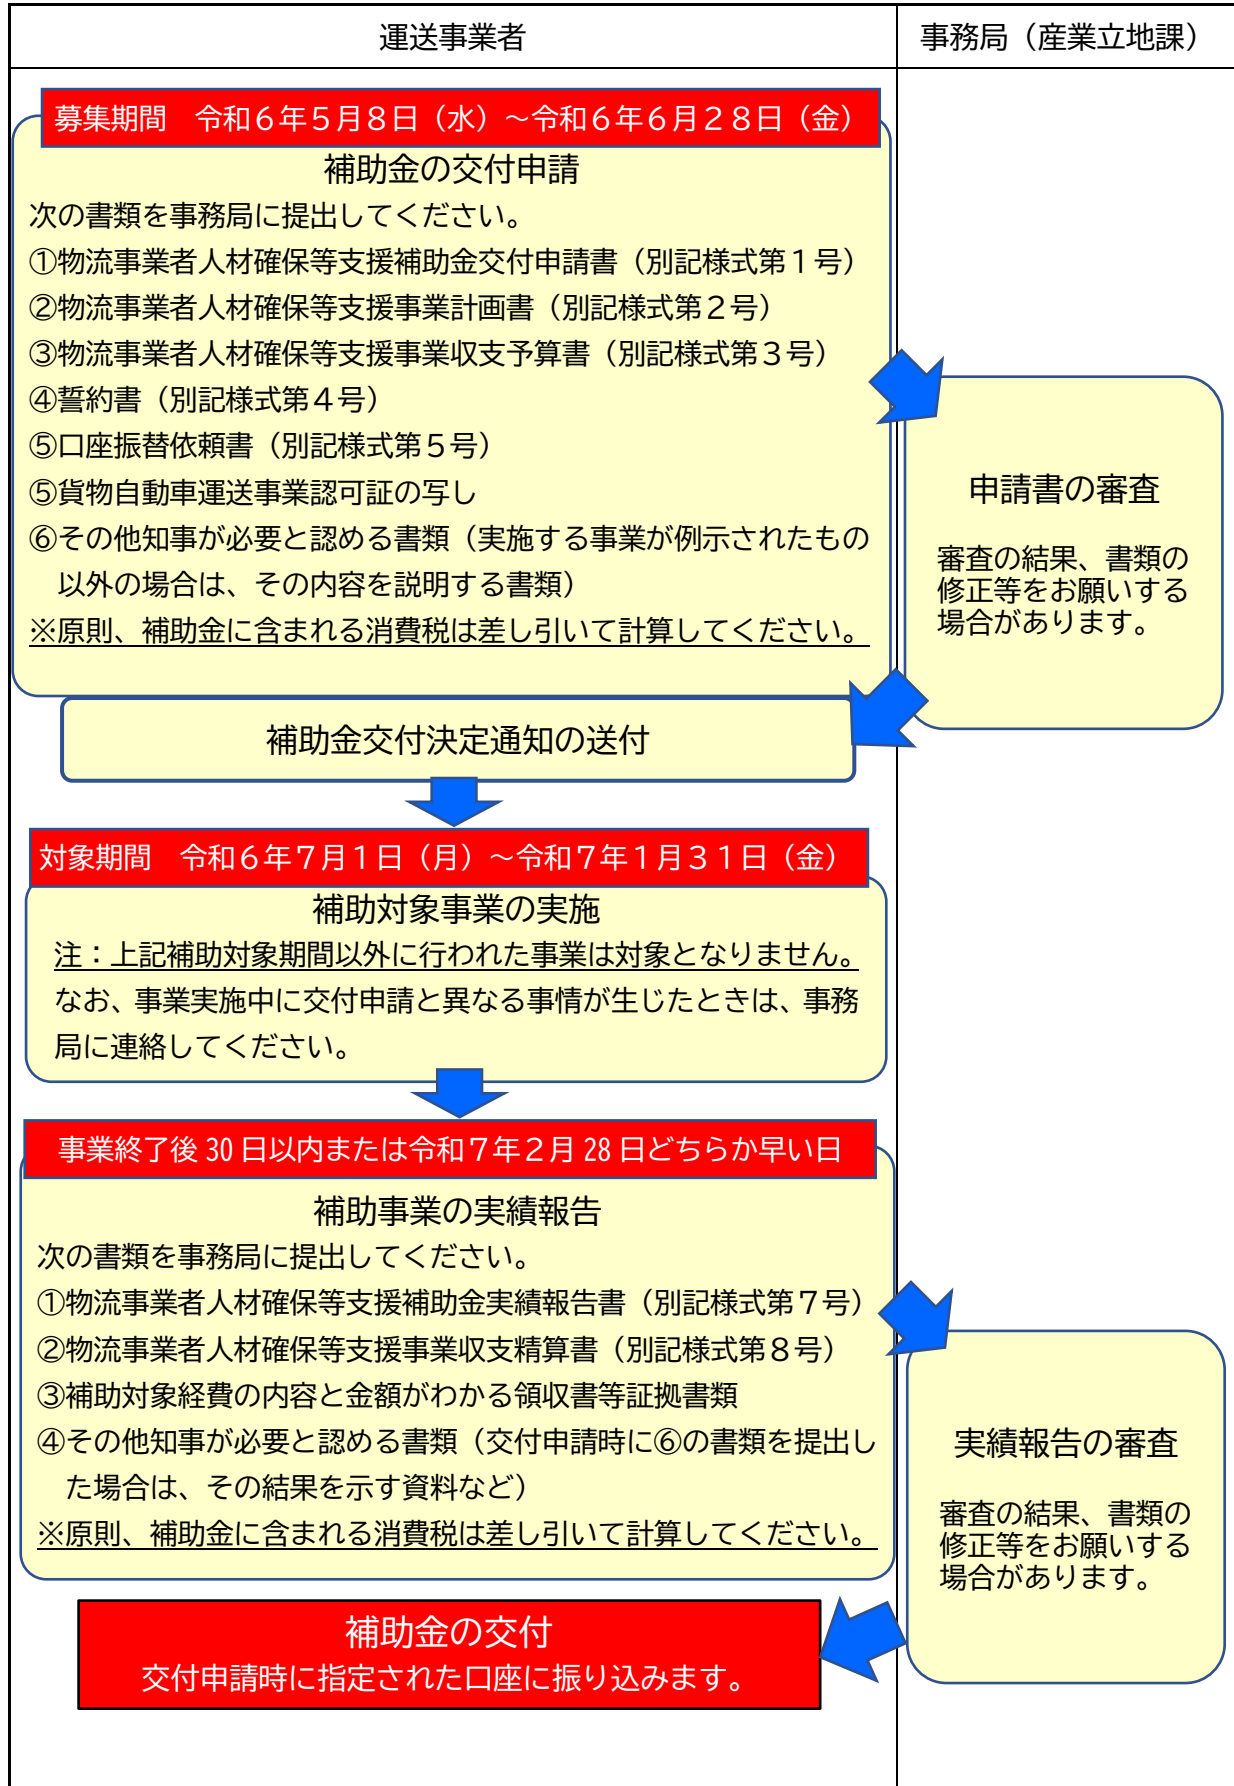 運送事業者
事務局（産業立地課）
募集期間　令和６年５月８日（水）～令和６年６月２８日（金）
補助金の交付申請
次の書類を事務局に提出してください。
①物流事業者人材確保等支援補助金交付申請書（別記様式第１号）
②物流事業者人材確保等支援事業計画書（別記様式第２号）
③物流事業者人材確保等支援事業収支予算書（別記様式第３号）
④誓約書（別記様式第４号）
⑤口座振替依頼書（別記様式第５号）
⑤貨物自動車運送事業認可証の写し
⑥その他知事が必要と認める書類（実施する事業が例示されたもの
以外の場合は、その内容を説明する書類）
※原則、補助金に含まれる消費税は差し引いて計算してください。
申請書の審査
審査の結果、書類の
修正等をお願いする
場合があります。
補助金交付決定通知の送付
対象期間　令和６年７月１日（月）～令和７年１月３１日（金）
補助対象事業の実施
注：上記補助対象期間以外に行われた事業は対象となりません。
なお、事業実施中に交付申請と異なる事情が生じたときは、事務
局に連絡してください。
事業終了後 30 日以内または令和７年２月 28 日どちらか早い日
補助事業の実績報告
次の書類を事務局に提出してください。
①物流事業者人材確保等支援補助金実績報告書（別記様式第７号）
②物流事業者人材確保等支援事業収支精算書（別記様式第８号）
③補助対象経費の内容と金額がわかる領収書等証拠書類
④その他知事が必要と認める書類（交付申請時に⑥の書類を提出し
た場合は、その結果を示す資料など）
※原則、補助金に含まれる消費税は差し引いて計算してください。
実績報告の審査
審査の結果、書類の
修正等をお願いする
場合があります。
補助金の交付
交付申請時に指定された口座に振り込みます。